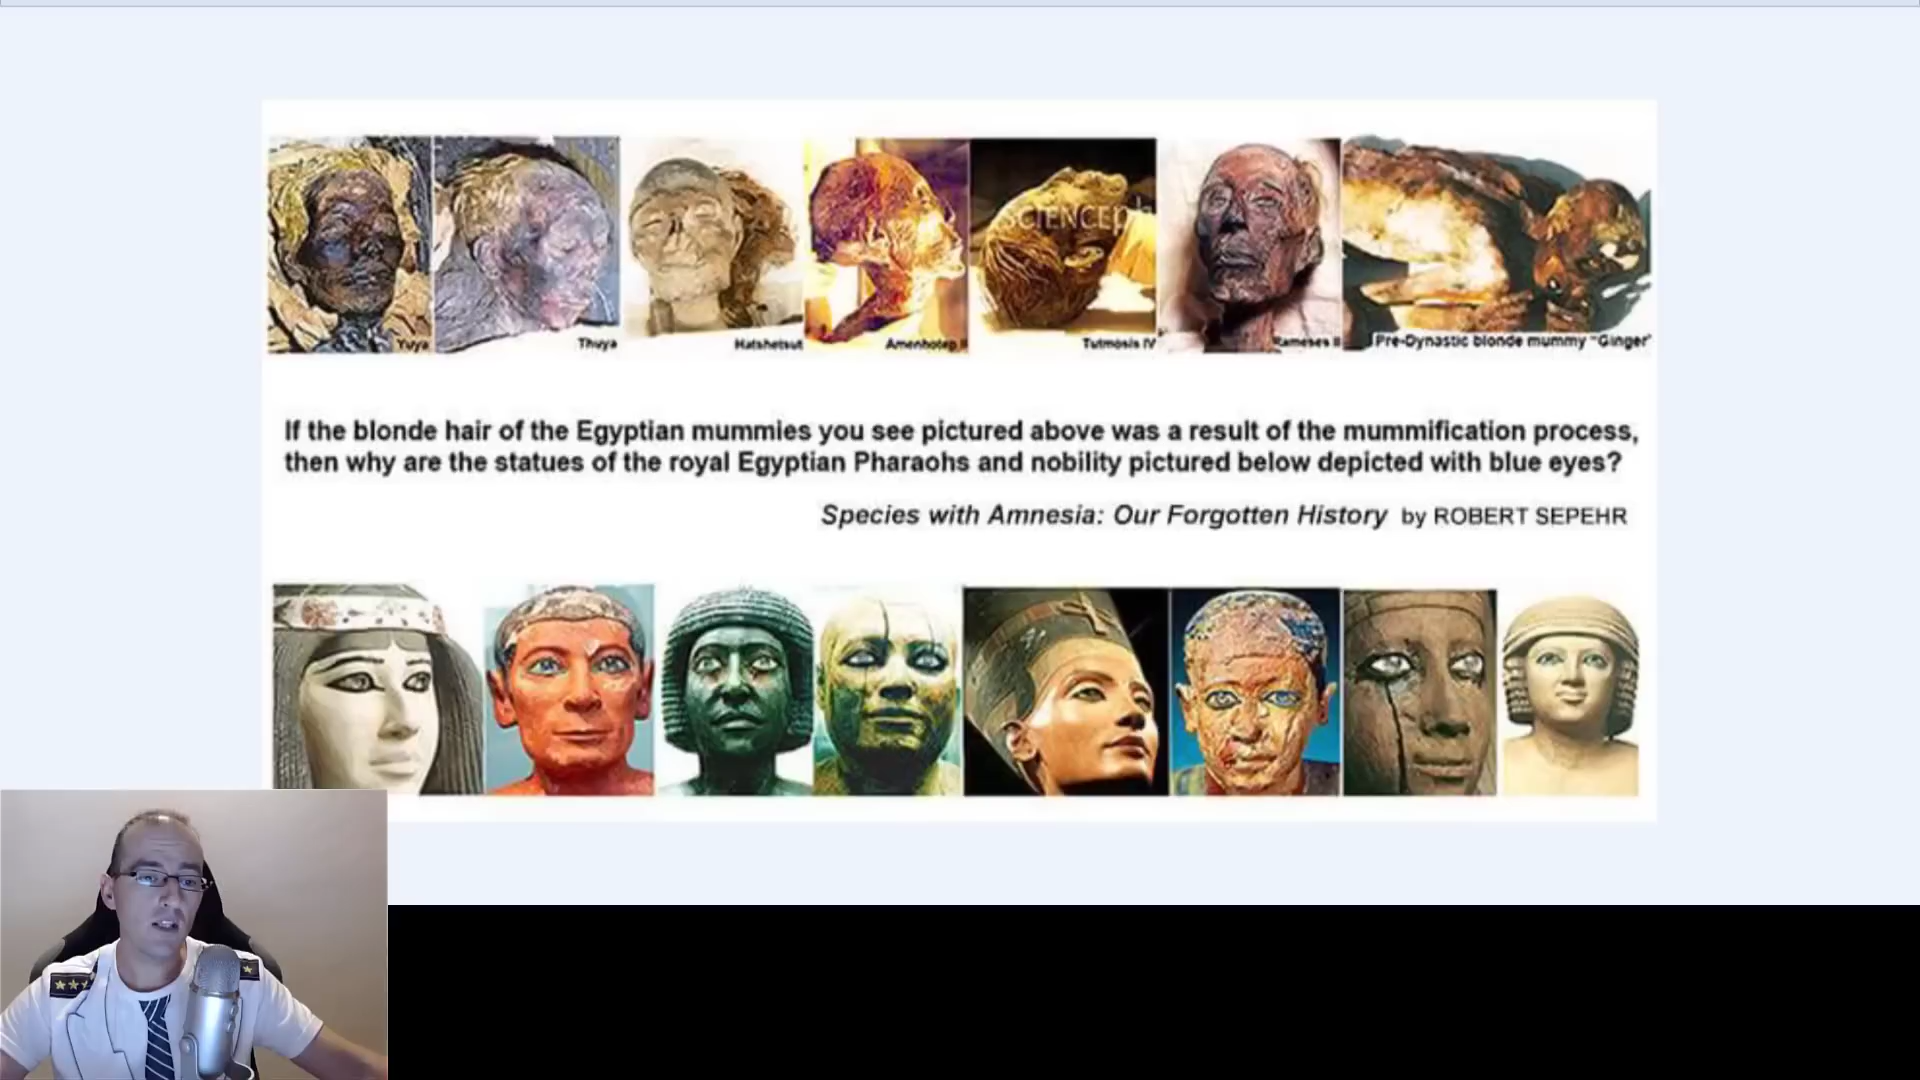 Yuya
Thuya
Hatshetsut
Amenhotep II
Tutmosis IV
Rameses II
Pre-Dynastic blonde mummy "Ginger"
SCIENCEph
If the blonde hair of the Egyptian mummies you see pictured above was a result of the mummification process,
then why are the statues of the royal Egyptian Pharaohs and nobility pictured below depicted with blue eyes?
Species with Amnesia: Our Forgotten History by ROBERT SEPEHR